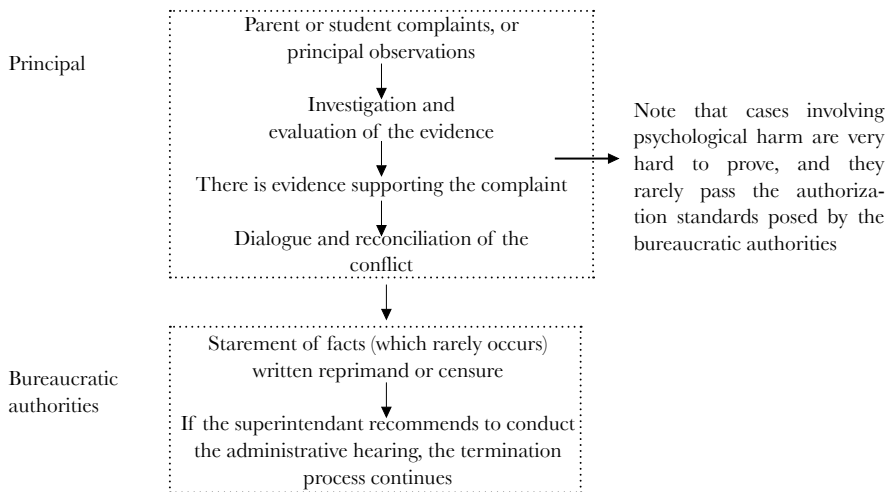 Parent or student complaints, or
principal observations
Principal
Investigation and
evaluation of the evidence
There is evidence supporting the complaint
Dialogue and reconciliation of the
conflict
Note that cases involving
psychological harm are very
hard to prove, and they
rarely pass the authoriza-
tion standards posed by the
bureaucratic authorities
Bureaucratic
authorities
Starement of facts (which rarely occurs)
written reprimand or censure
If the superintendant recommends to conduct
the administrative hearing, the termination
process continues